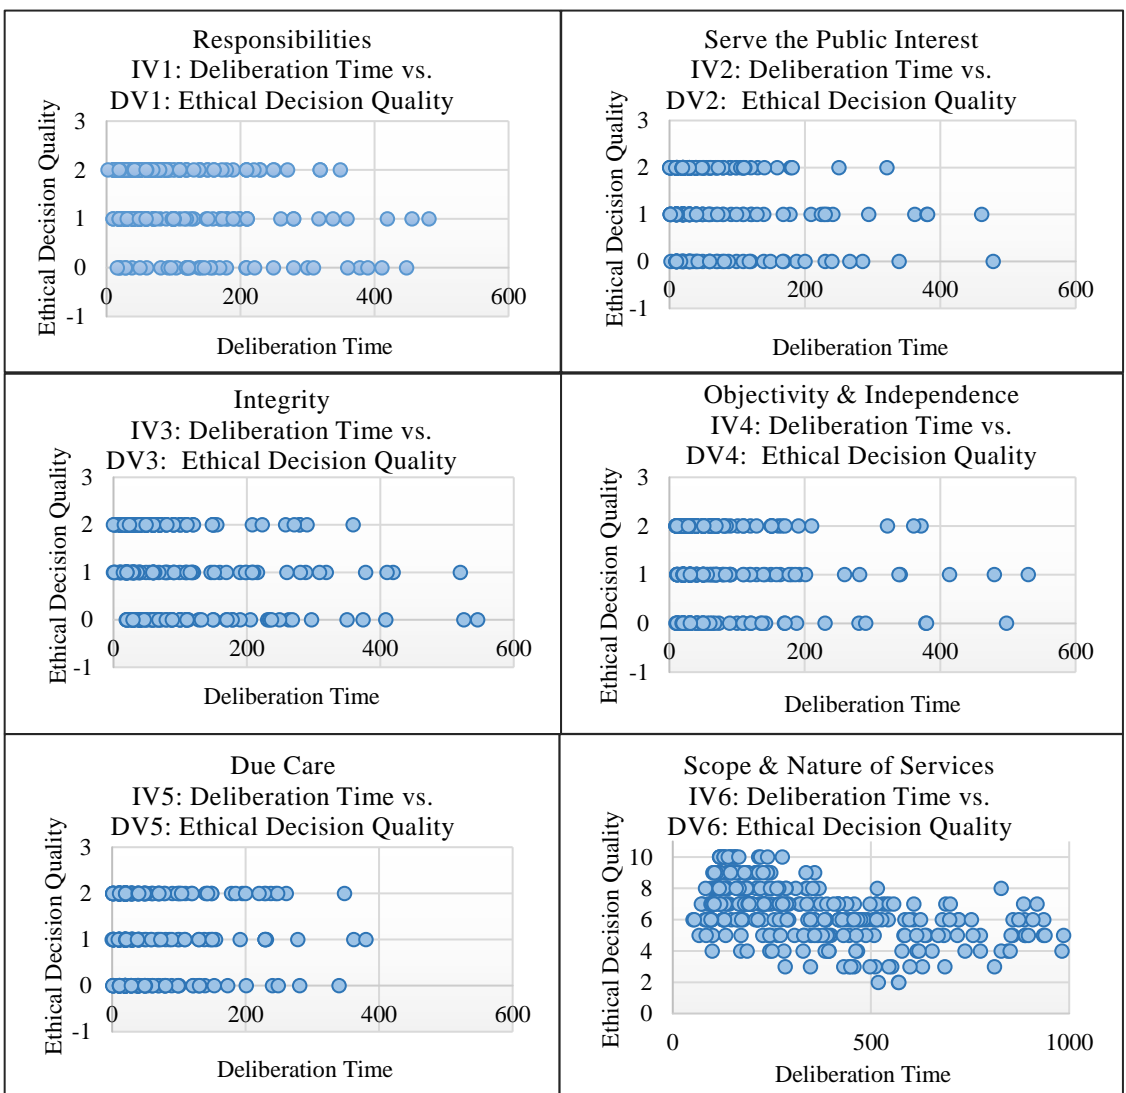 Responsibilities
IV1: Deliberation Time vs.
DV1: Ethical Decision Quality
Ethical Decision Quality
3
2
1
0
-1
0 200 400 600
Deliberation Time
Serve the Public Interest
IV2: Deliberation Time vs.
DV2: Ethical Decision Quality
Ethical Decision Quality
3
2
1
0
-1
0 200 400 600
Deliberation Time
Integrity
IV3: Deliberation Time vs.
DV3: Ethical Decision Quality
Ethical Decision Quality
3
2
1
0
-1
0 200 400 600
Deliberation Time
Objectivity & Independence
IV4: Deliberation Time vs.
DV4: Ethical Decision Quality
Ethical Decision Quality
3
2
1
0
-1
0 200 400 600
Deliberation Time
Due Care
IV5: Deliberation Time vs.
DV5: Ethical Decision Quality
Ethical Decision Quality
3
2
1
0
-1
0 200 400 600
Deliberation Time
Scope & Nature of Services
IV6: Deliberation Time vs.
DV6: Ethical Decision Quality
Ethical Decision Quality
10
8
6
4
2
0
0 500 1000
Deliberation Time